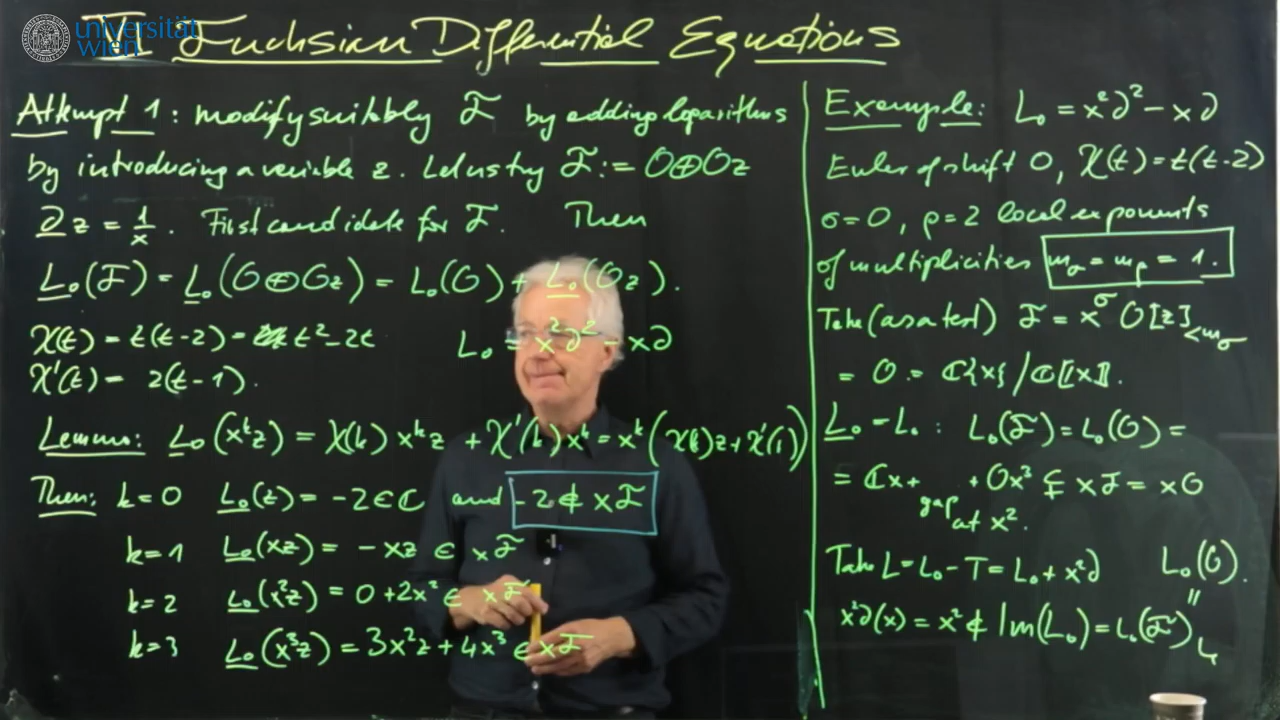 universität
wien
VI Fuchsian Differential Equations
Attempt 1: modify suitably ℱ by adding logarithms
by introducing a variable z. Let us try ℱ := O⊕Oz
∂z = 1/x. First candidate for ℱ. Then
L₀(ℱ) = L₀(O⊕Oz) = L₀(O) + L₀(Oz).
χ(t) = t(t-2) = t²-2t
L₀ = x²∂² - x∂
χ'(t) = 2(t-1).
Lemma: L₀(xᵏz) = χ(k)xᵏz + χ'(k)xᵏ = xᵏ(χ(k)z+χ'(i))
Then: k=0 L₀(z) = -2 ∈ ℂ and -2 ∉ xℱ
k=1 L₀(xz) = -xz ∈ xℱ
k=2 L₀(x²z) = 0+2x² ∈ xℱ
k=3 L₀(x³z) = 3x²z+4x³ ∈ xℱ
Example: L₀ = x²∂² - x∂
Euler of shift 0, χ(t) = t(t-2)
σ=0, ρ=2 local exponents
of multiplicities m_σ = m_ρ = 1.
Take (as a test) ℱ = x^σ O[z]_{<m_σ}
= O = ℂ{x}/ℂ[[x]].
L₀ = L₀: L₀(ℱ) = L₀(O) =
= ℂx + + Ox³ ⊊ xℱ = xO
gap
at x².
Take L = L₀ - T = L₀ + x²∂ L₀(O).
x²∂(x) = x² ∉ Im(L₀) = L₀(ℱ) =